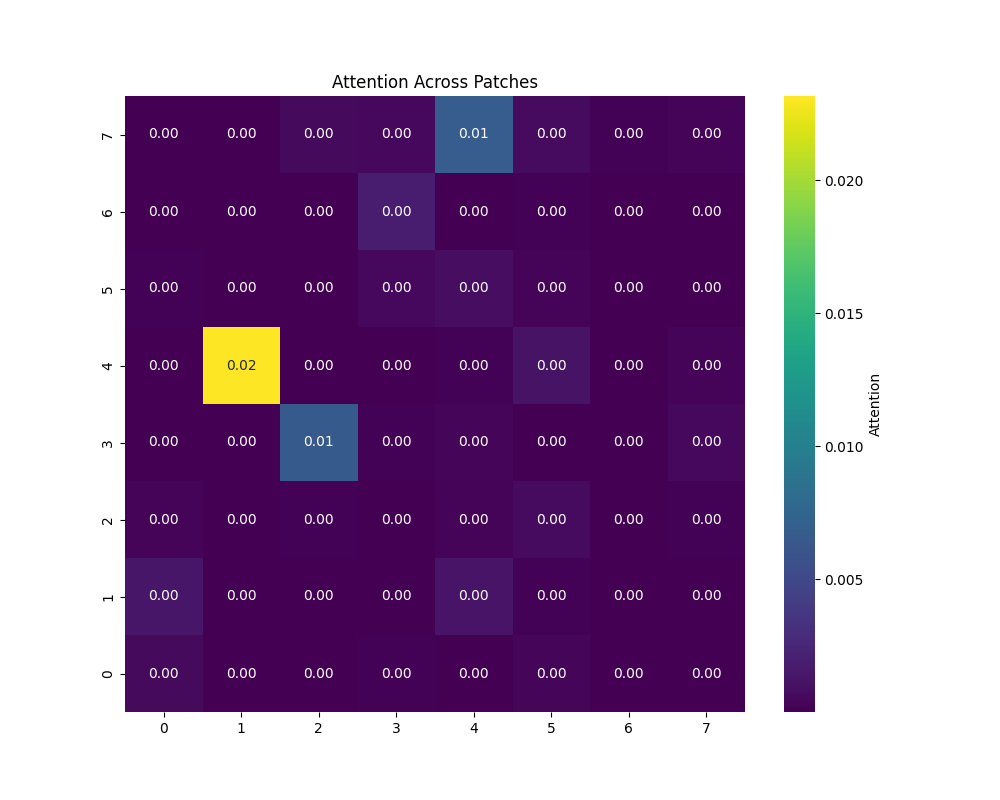 Attention Across Patches
7 0.00 0.00 0.00 0.00 0.01 0.00 0.00 0.00
6 0.00 0.00 0.00 0.00 0.00 0.00 0.00 0.00
5 0.00 0.00 0.00 0.00 0.00 0.00 0.00 0.00
4 0.00 0.02 0.00 0.00 0.00 0.00 0.00 0.00
3 0.00 0.00 0.01 0.00 0.00 0.00 0.00 0.00
2 0.00 0.00 0.00 0.00 0.00 0.00 0.00 0.00
1 0.00 0.00 0.00 0.00 0.00 0.00 0.00 0.00
0 0.00 0.00 0.00 0.00 0.00 0.00 0.00 0.00
0 1 2 3 4 5 6 7
0.020
0.015
0.010
0.005
Attention